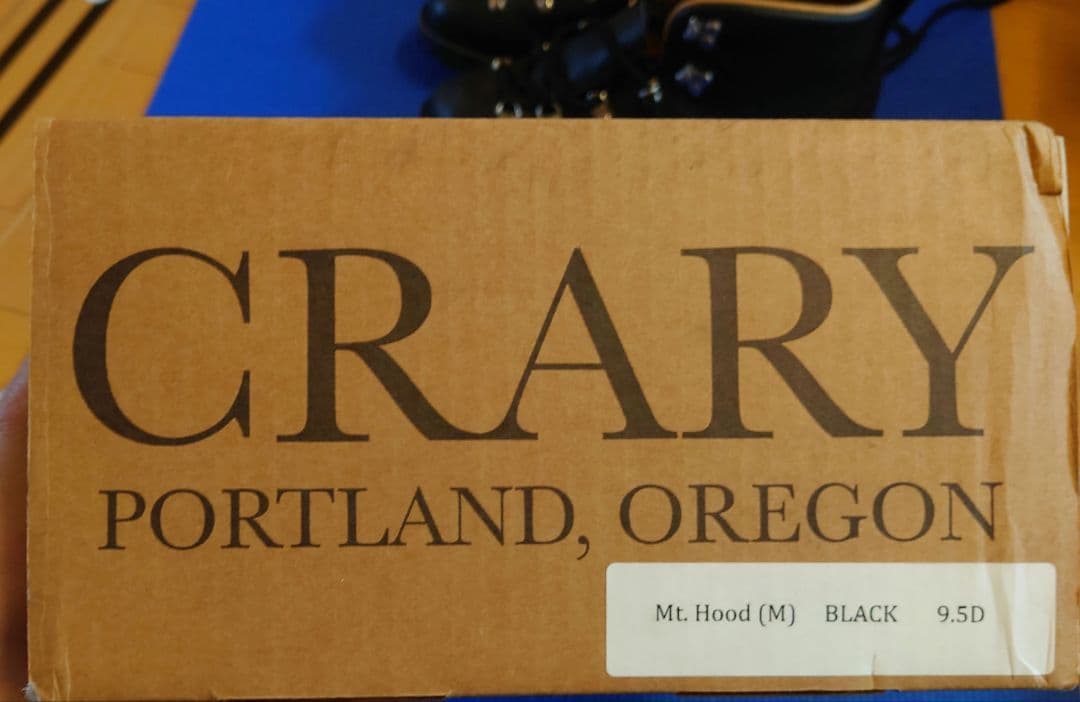 CRARY
PORTLAND, OREGON
Mt. Hood (M) BLACK 9.5D